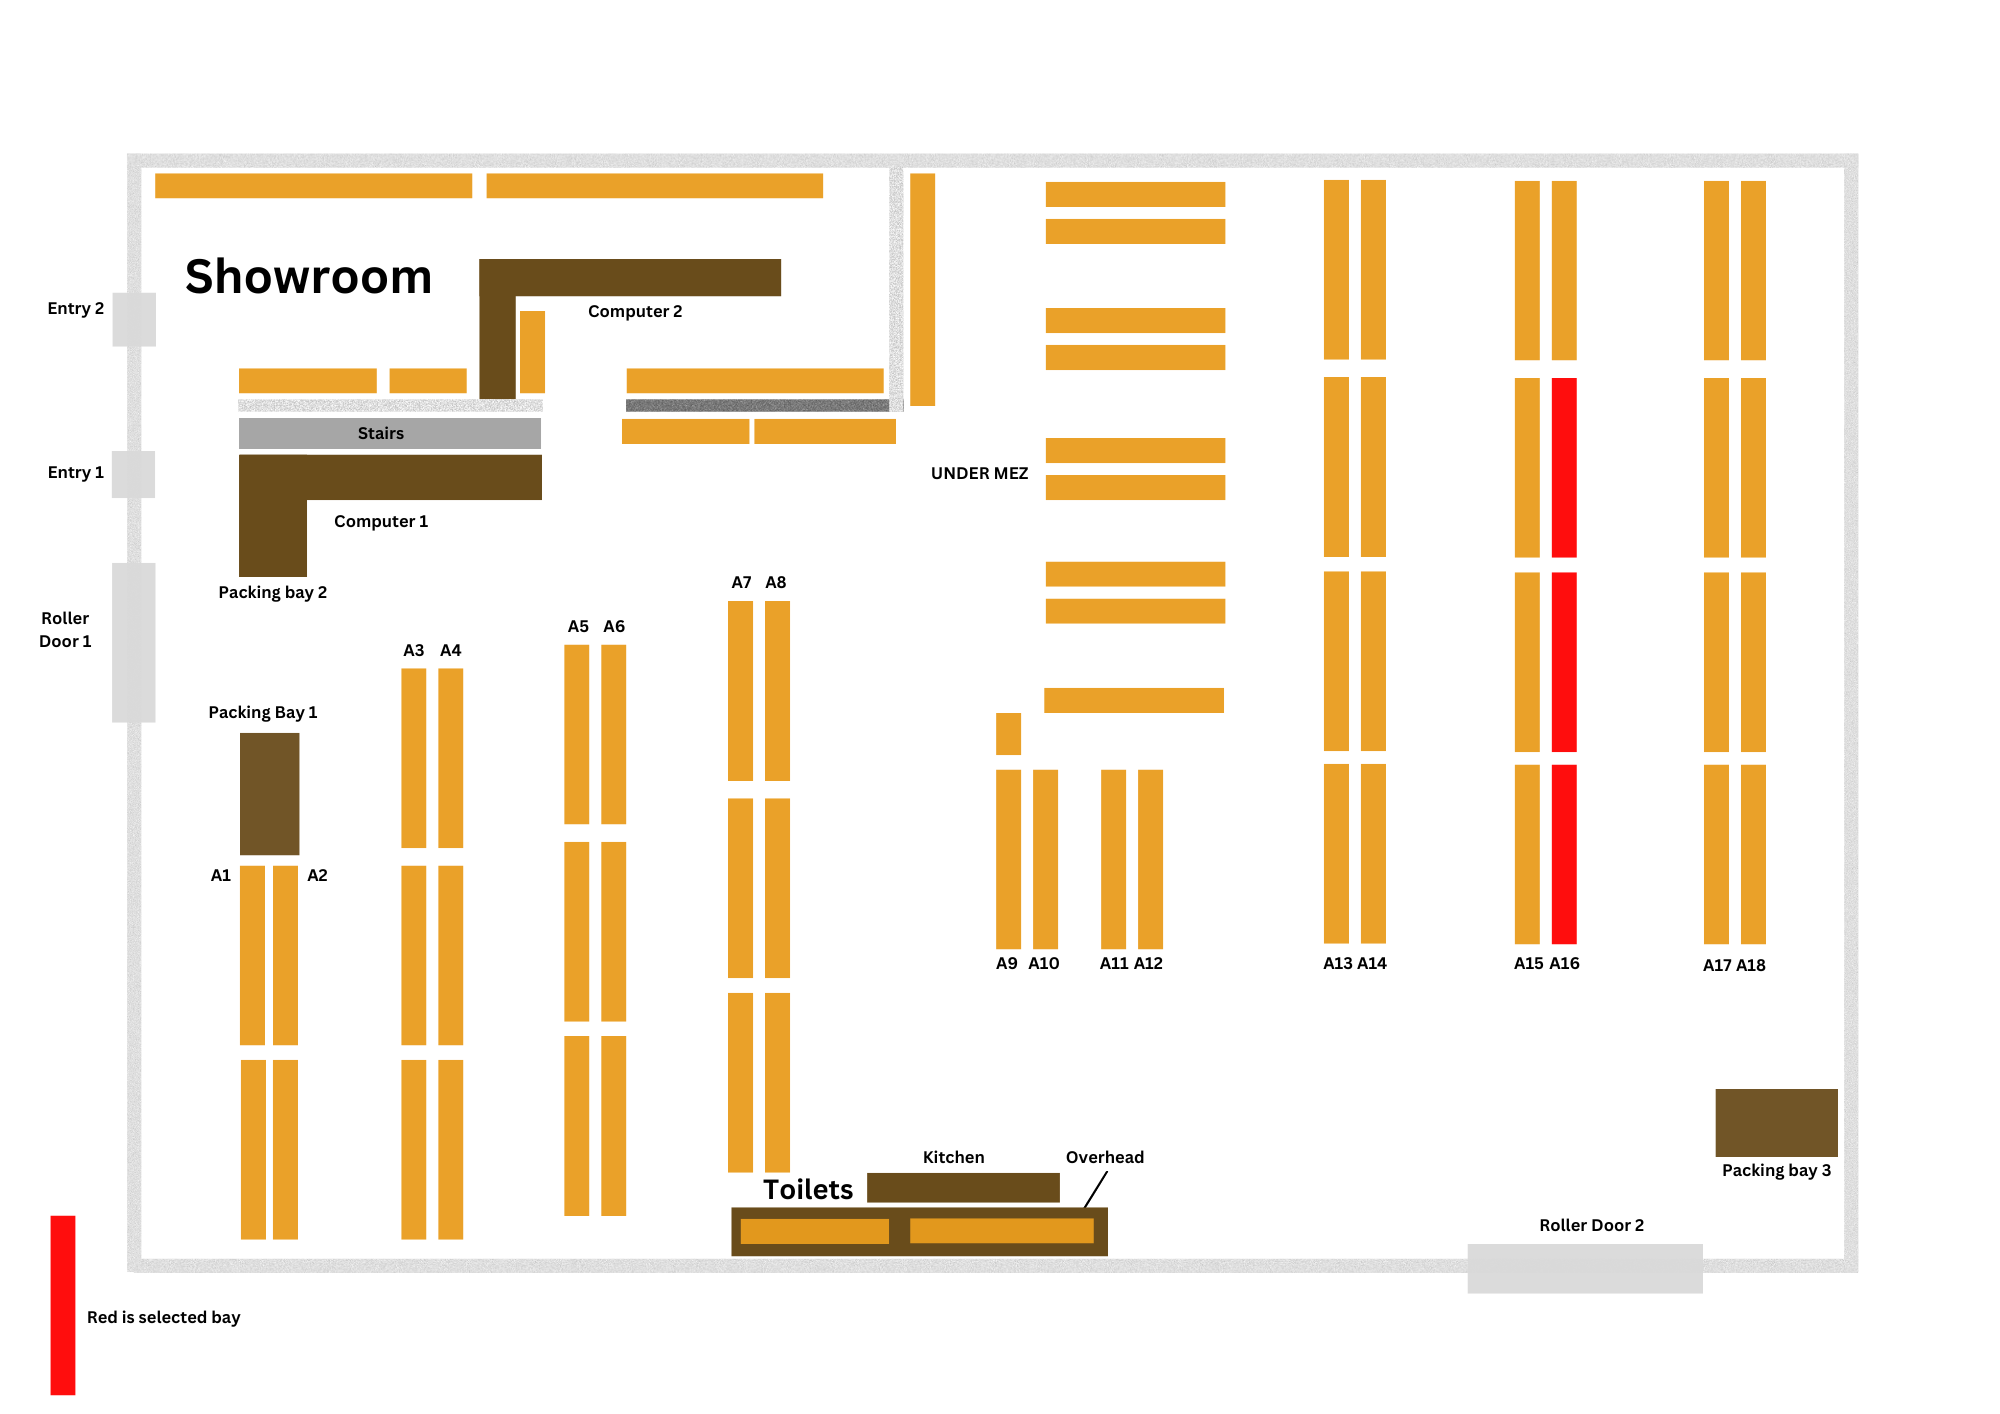 Showroom
Entry 2
Computer 2
Stairs
Entry 1
UNDER MEZ
Computer 1
Packing bay 2
A7 A8
Roller
Door 1
A5 A6
A3 A4
Packing Bay 1
A1 A2
A9 A10 A11 A12 A13 A14 A15 A16 A17 A18
Kitchen
Overhead
Packing bay 3
Toilets
Roller Door 2
Red is selected bay